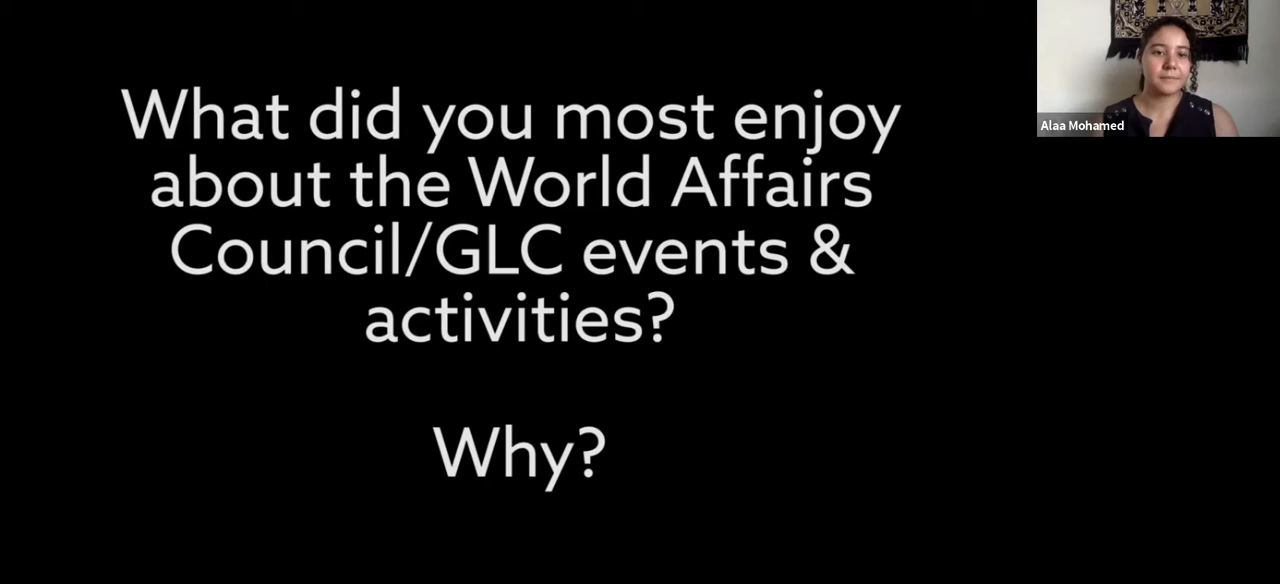 What did you most enjoy
about the World Affairs
Council/GLC events &
activities?
Why?
Alaa Mohamed